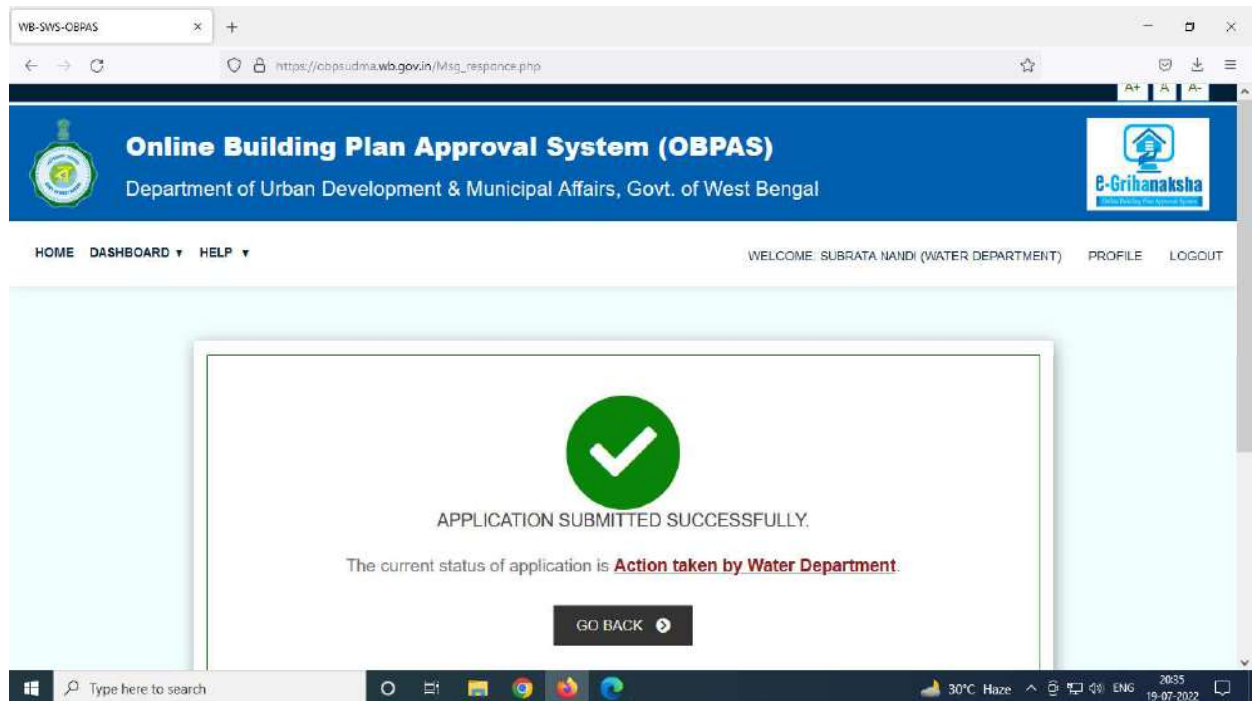 WB-SWS-OBPAS
https://obpsudma.wb.gov.in/Msg_responce.php
A+ A A-
Online Building Plan Approval System (OBPAS)
Department of Urban Development & Municipal Affairs, Govt. of West Bengal
e-Grihanaksha
HOME DASHBOARD HELP
WELCOME: SUBRATA NANDI (WATER DEPARTMENT) PROFILE LOGOUT
APPLICATION SUBMITTED SUCCESSFULLY.
The current status of application is Action taken by Water Department.
GO BACK
Type here to search
30°C Haze
ENG
20:35
19-07-2022